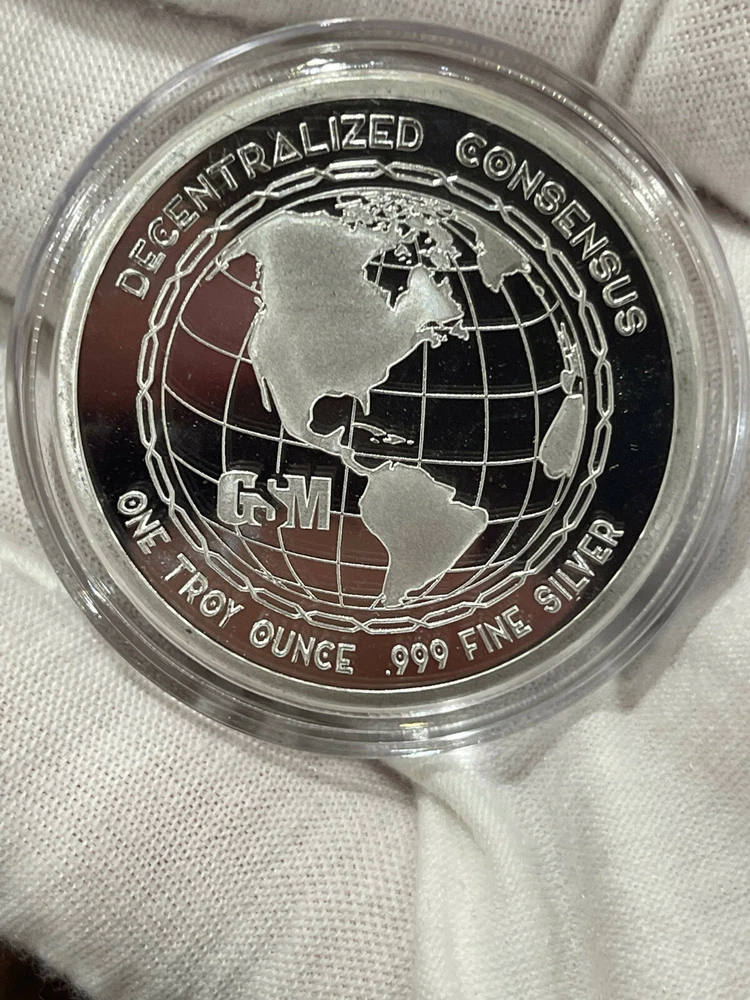 DECENTRALIZED CONSENSUS
GSM
ONE TROY OUNCE .999 FINE SILVER